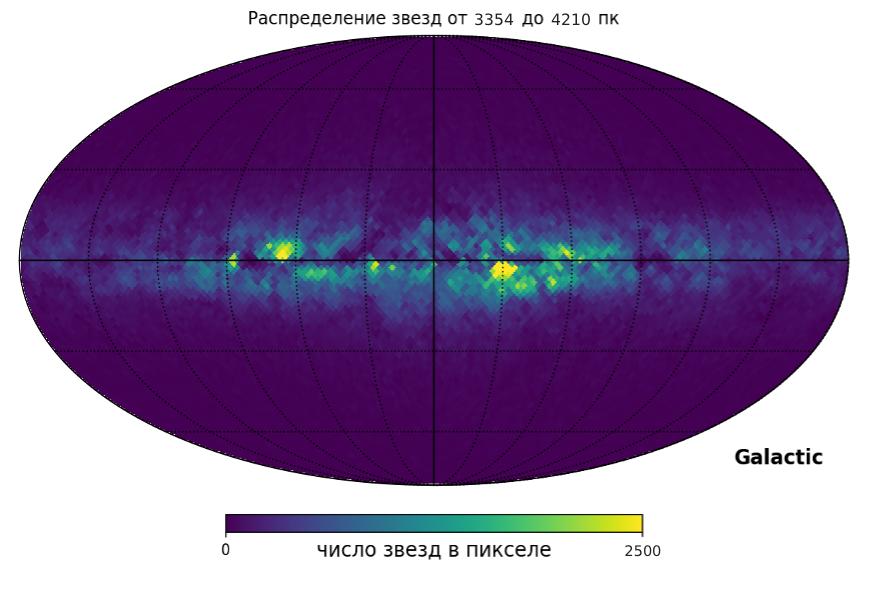 Распределение звезд от 3354 до 4210 пк
Galactic
0 число звезд в пикселе 2500